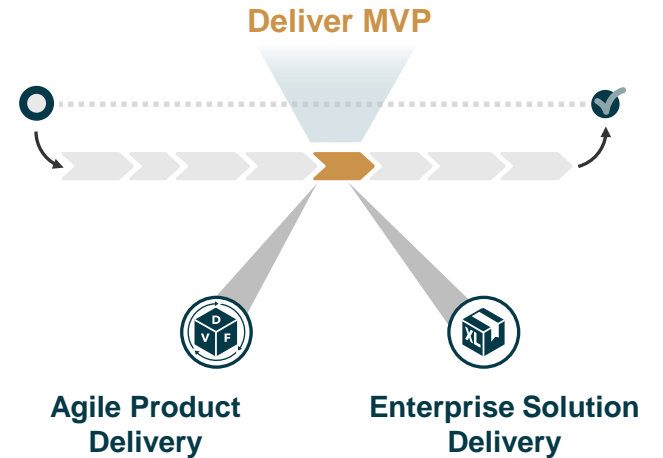 Deliver MVP
D
V F
XL
Agile Product
Delivery
Enterprise Solution
Delivery